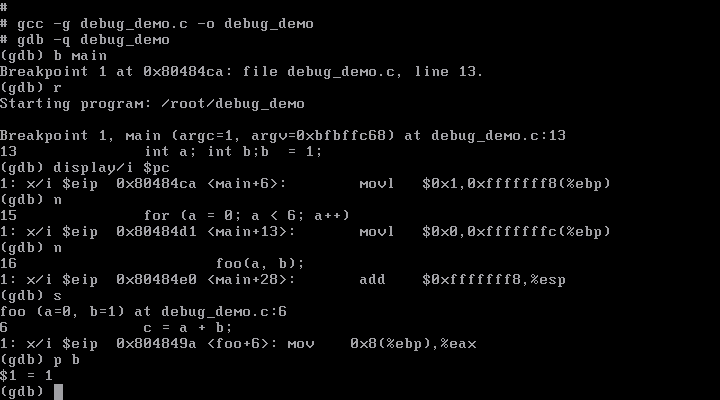 #
# gcc -g debug_demo.c -o debug_demo
# gdb -q debug_demo
(gdb) b main
Breakpoint 1 at 0x80484ca: file debug_demo.c, line 13.
(gdb) r
Starting program: /root/debug_demo

Breakpoint 1, main (argc=1, argv=0xbfbffc68) at debug_demo.c:13
13              int a; int b;b  = 1;
(gdb) display/i $pc
1: x/i $eip  0x80484ca <main+6>:        movl   $0x1,0xfffffff8(%ebp)
(gdb) n
15              for (a = 0; a < 6; a++)
1: x/i $eip  0x80484d1 <main+13>:       movl   $0x0,0xfffffffc(%ebp)
(gdb) n
16                      foo(a, b);
1: x/i $eip  0x80484e0 <main+28>:       add    $0xfffffff8,%esp
(gdb) s
foo (a=0, b=1) at debug_demo.c:6
6               c = a + b;
1: x/i $eip  0x804849a <foo+6>: mov    0x8(%ebp),%eax
(gdb) p b
$1 = 1
(gdb)